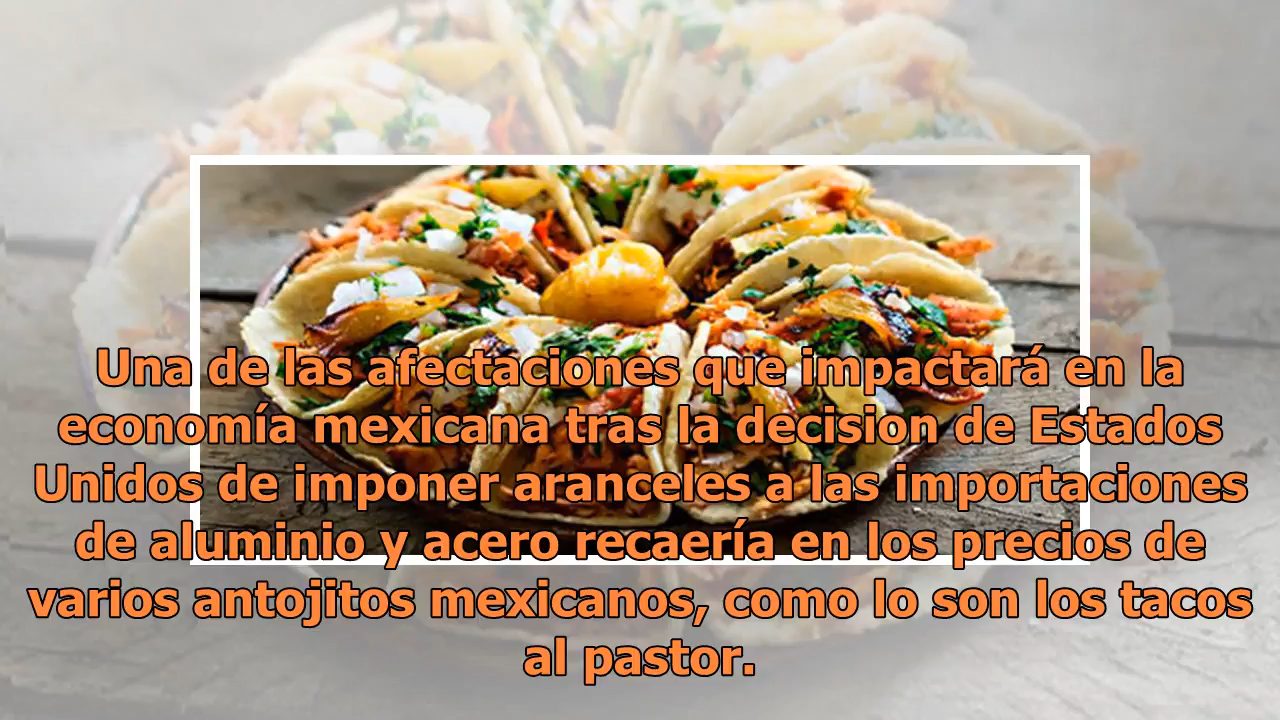 Una de las afectaciones que impactará en la
economía mexicana tras la decision de Estados
Unidos de imponer aranceles a las importaciones
de aluminio y acero recaería en los precios de
varios antojitos mexicanos, como lo son los tacos
al pastor.